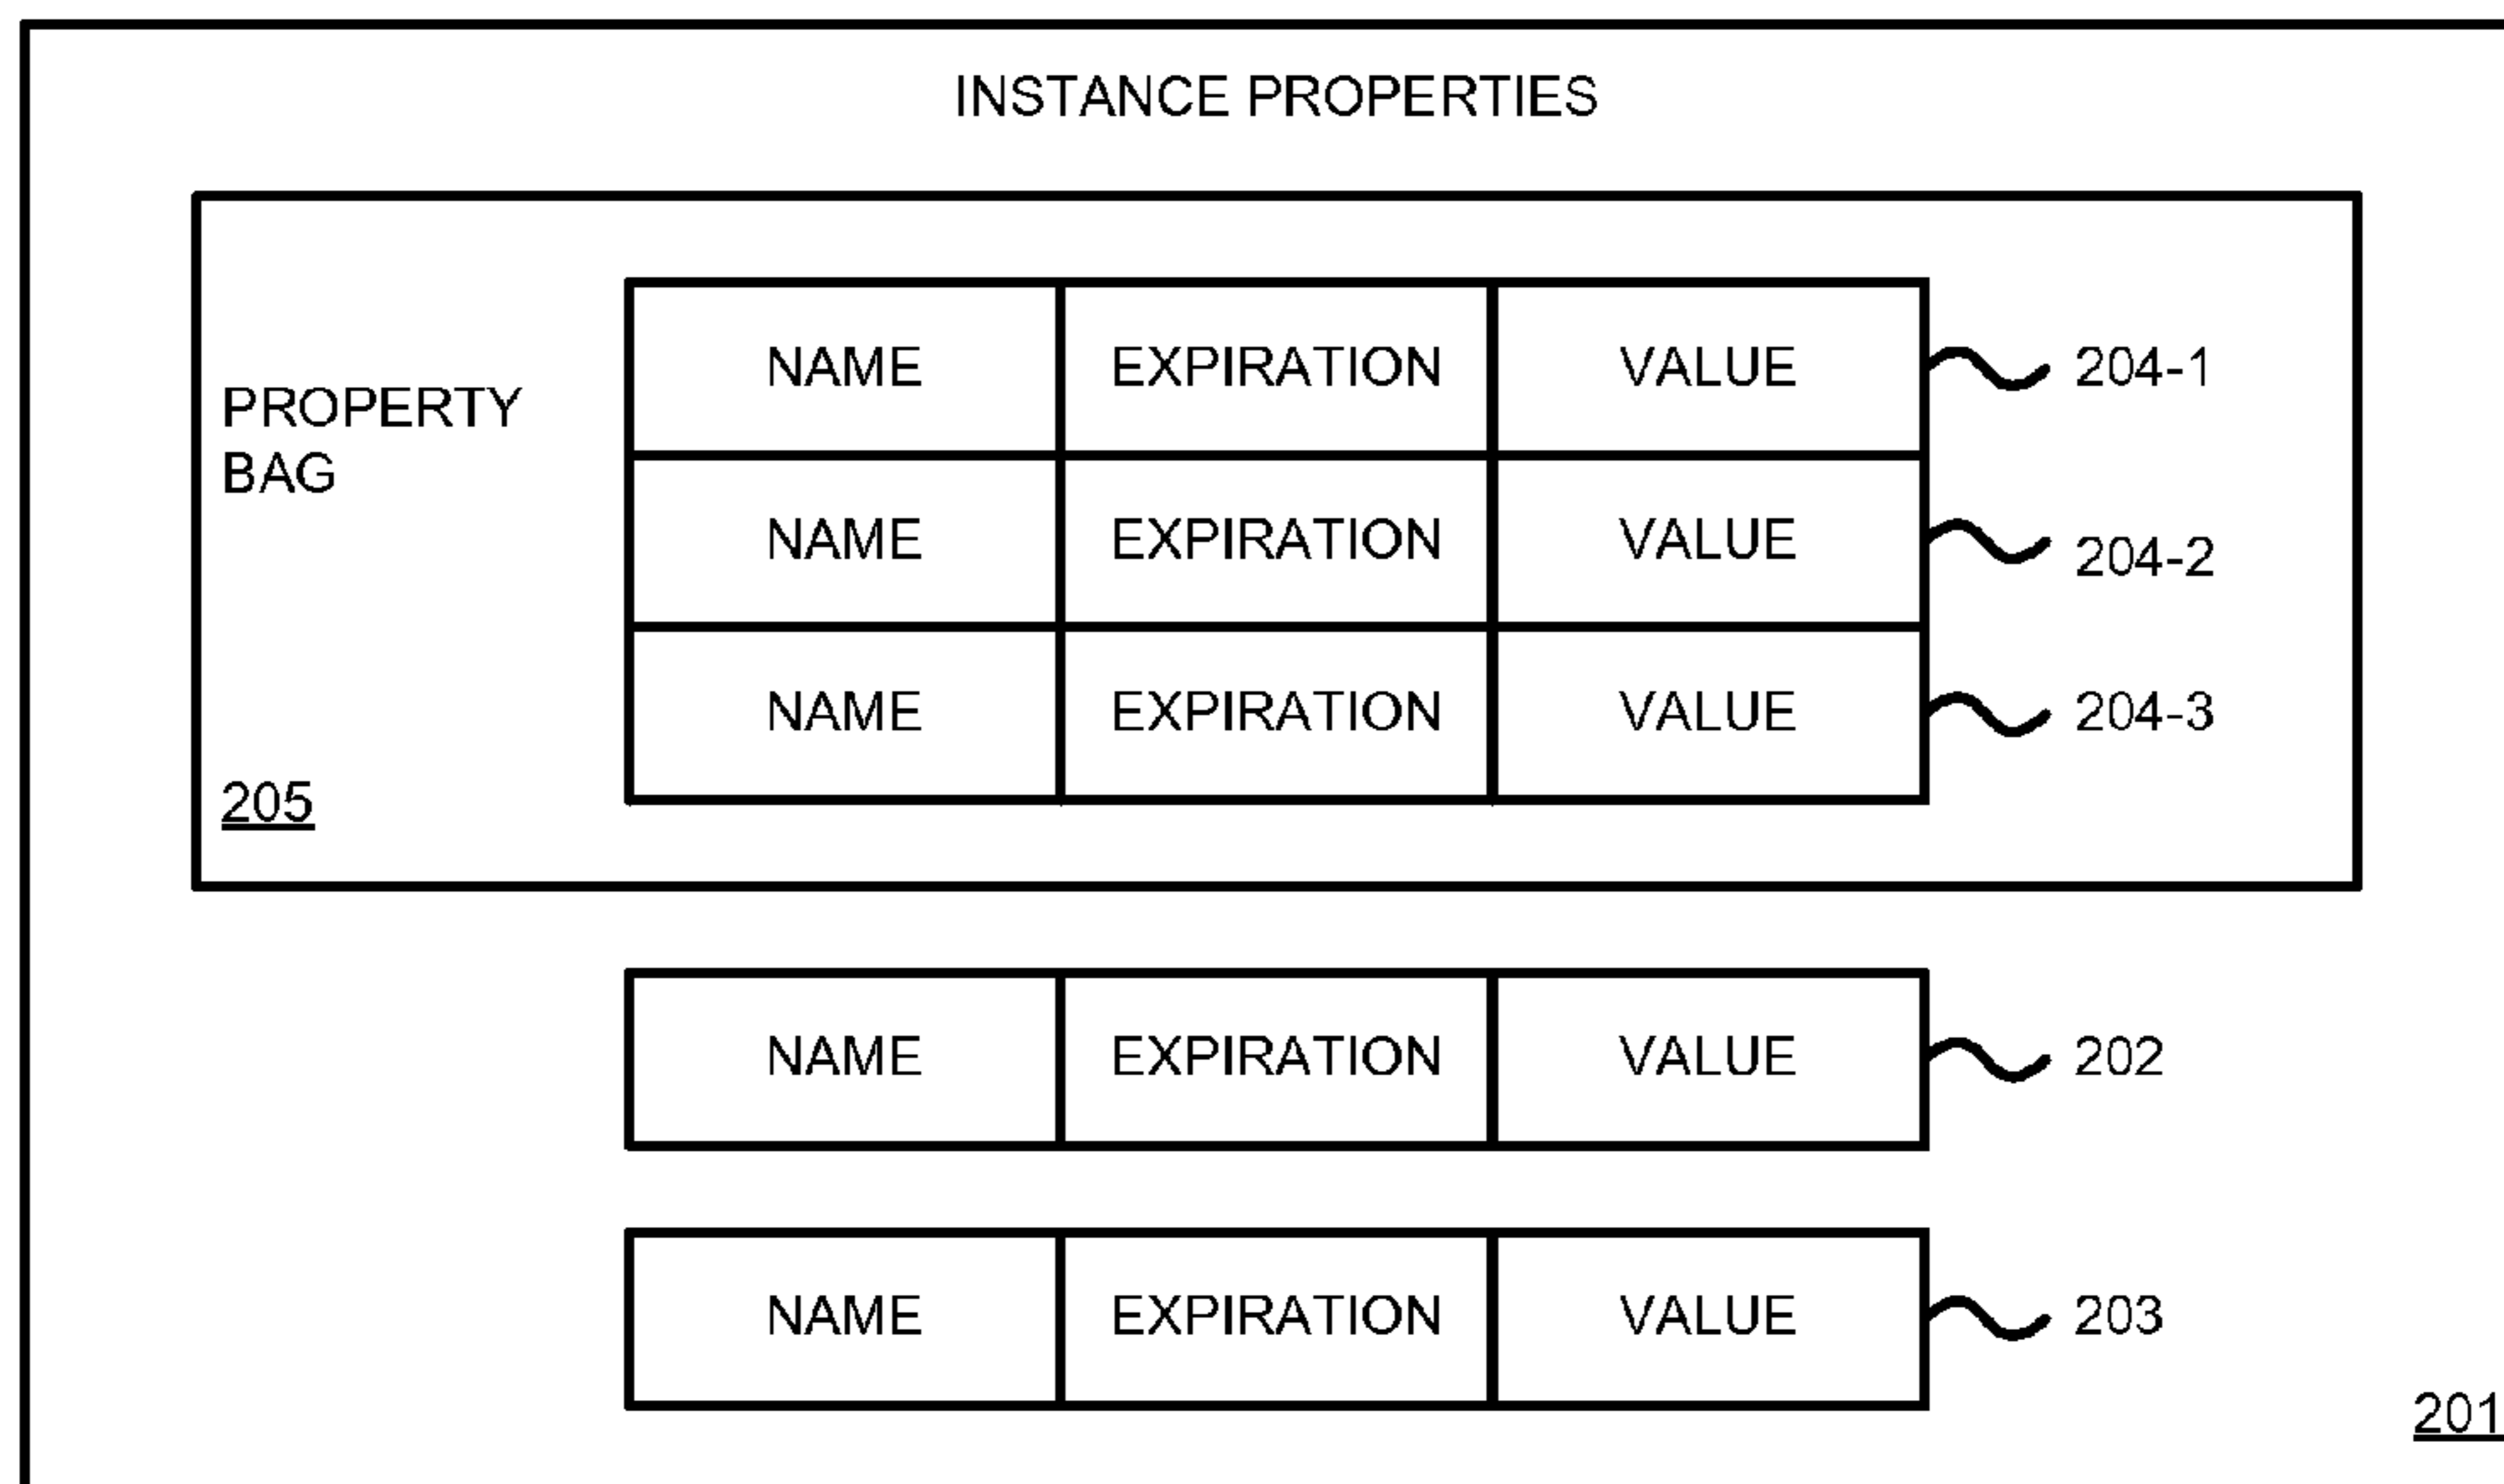 INSTANCE PROPERTIES
NAME EXPIRATION VALUE 204-1
PROPERTY
BAG
NAME EXPIRATION VALUE 204-2
NAME EXPIRATION VALUE 204-3
205
NAME EXPIRATION VALUE 202
NAME EXPIRATION VALUE 203
201